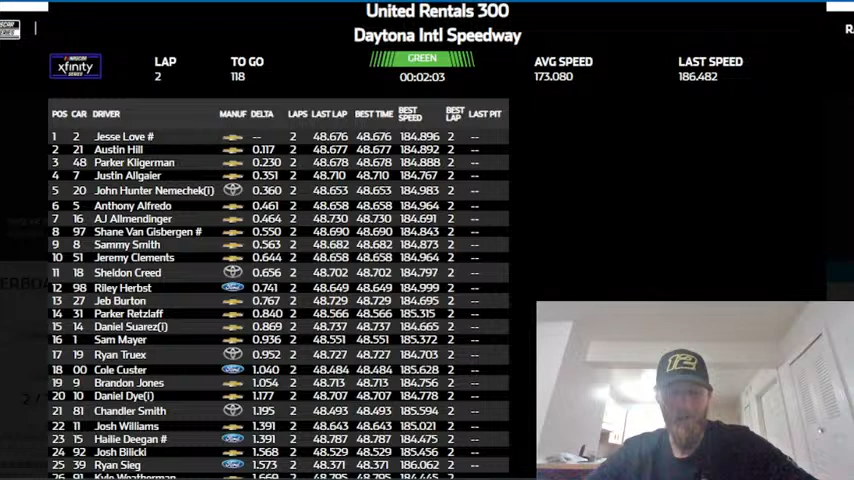 United Rentals 300
Daytona Intl Speedway
xfinity
LAP TO GO GREEN AVG SPEED LAST SPEED
2 118 00:02:03 173.080 186.482
POS CAR DRIVER MANUF DELTA LAPS LAST LAP BEST TIME BEST SPEED BEST LAP LAST PIT
1 2 Jesse Love # -- 2 48.676 48.676 184.896 2 --
2 21 Austin Hill 0.117 2 48.677 48.677 184.892 2 --
3 48 Parker Kligerman 0.230 2 48.678 48.678 184.888 2 --
4 7 Justin Allgaier 0.351 2 48.710 48.710 184.767 2 --
5 20 John Hunter Nemechek(i) 0.360 2 48.653 48.653 184.983 2 --
6 5 Anthony Alfredo 0.461 2 48.658 48.658 184.964 2 --
7 16 AJ Allmendinger 0.464 2 48.730 48.730 184.691 2 --
8 97 Shane Van Gisbergen # 0.550 2 48.690 48.690 184.843 2 --
9 8 Sammy Smith 0.563 2 48.682 48.682 184.873 2 --
10 51 Jeremy Clements 0.644 2 48.658 48.658 184.964 2 --
11 18 Sheldon Creed 0.656 2 48.702 48.702 184.797 2 --
12 98 Riley Herbst Ford 0.741 2 48.649 48.649 184.999 2 --
13 27 Jeb Burton 0.767 2 48.729 48.729 184.695 2 --
14 31 Parker Retzlaff 0.840 2 48.566 48.566 185.315 2 --
15 14 Daniel Suarez(i) 0.869 2 48.737 48.737 184.665 2 --
16 1 Sam Mayer 0.936 2 48.551 48.551 185.372 2 --
17 19 Ryan Truex 0.952 2 48.727 48.727 184.703 2 --
18 00 Cole Custer Ford 1.040 2 48.484 48.484 185.628 2 --
19 9 Brandon Jones 1.054 2 48.713 48.713 184.756 2 --
20 10 Daniel Dye(i) 1.177 2 48.707 48.707 184.778 2 --
21 81 Chandler Smith 1.195 2 48.493 48.493 185.594 2 --
22 11 Josh Williams 1.391 2 48.643 48.643 185.021 2 --
23 15 Hailie Deegan # Ford 1.391 2 48.787 48.787 184.475 2 --
24 92 Josh Bilicki 1.568 2 48.529 48.529 185.456 2 --
25 39 Ryan Sieg Ford 1.573 2 48.371 48.371 186.062 2 --
26 91 Kyle Weatherman 1.669 2 48.795 48.795 184.445 2 --
12